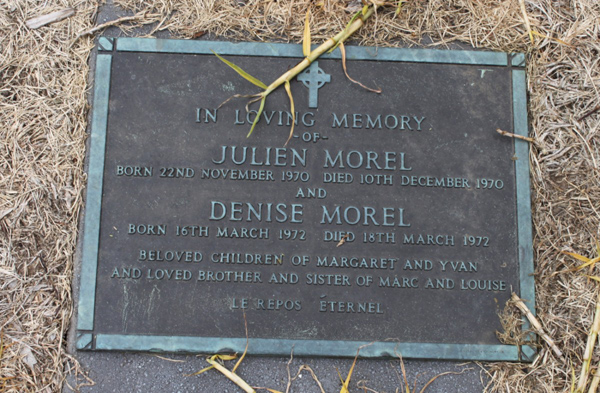 IN LOVING MEMORY
-OF-
JULIEN MOREL
BORN 22ND NOVEMBER 1970 DIED 10TH DECEMBER 1970
AND
DENISE MOREL
BORN 16TH MARCH 1972 DIED 18TH MARCH 1972
BELOVED CHILDREN OF MARGARET AND YVAN
AND LOVED BROTHER AND SISTER OF MARC AND LOUISE
LE REPOS ÉTERNEL